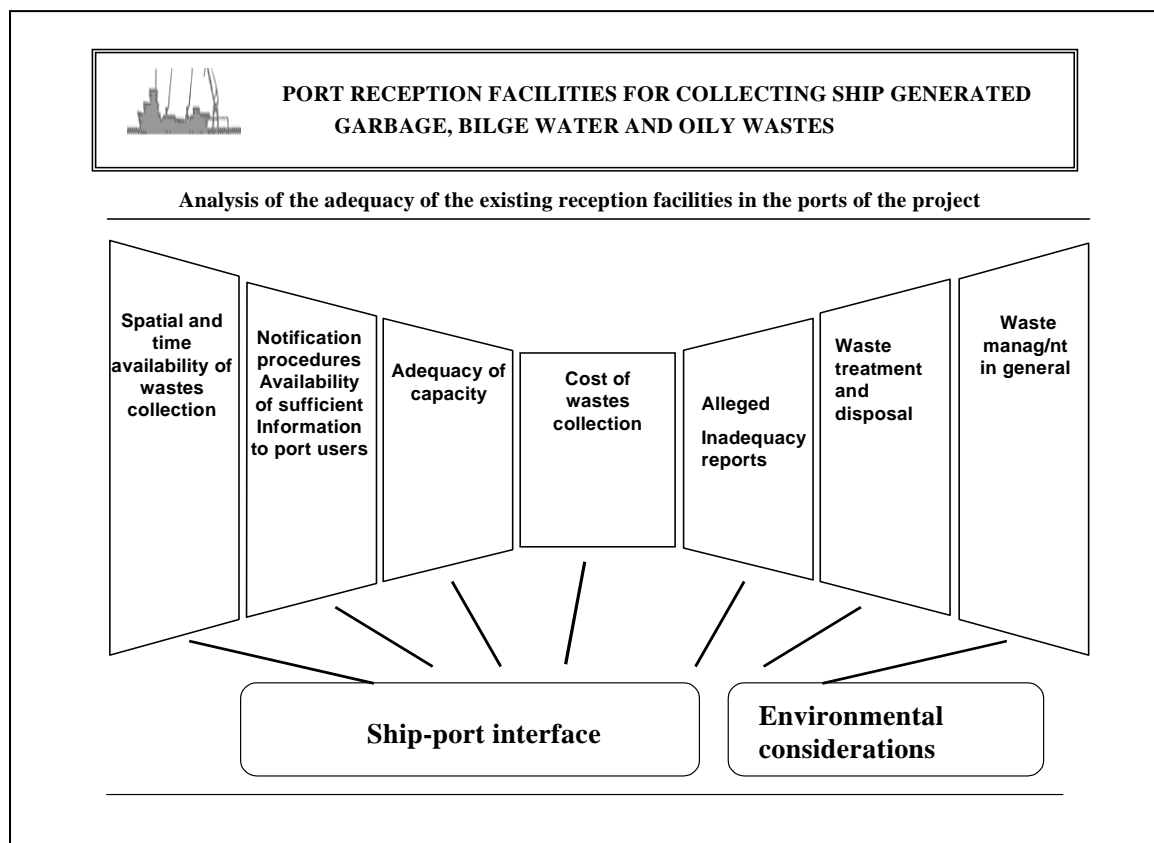 PORT RECEPTION FACILITIES FOR COLLECTING SHIP GENERATED
GARBAGE, BILGE WATER AND OILY WASTES
Analysis of the adequacy of the existing reception facilities in the ports of the project
Spatial and
time
availability of
wastes
collection
Notification
procedures
Availability
of sufficient
Information
to port users
Adequacy of
capacity
Cost of
wastes
collection
Alleged
Inadequacy
reports
Waste
treatment
and
disposal
Waste
manag/nt
in general
Ship-port interface
Environmental
considerations